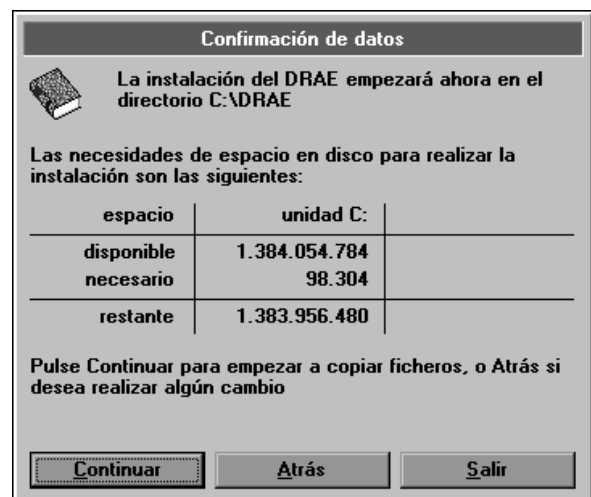 Confirmación de datos
La instalación del DRAE empezará ahora en el
directorio C:\DRAE
Las necesidades de espacio en disco para realizar la
instalación son las siguientes:
espacio unidad C:
disponible 1.384.054.784
necesario 98.304
restante 1.383.956.480
Pulse Continuar para empezar a copiar ficheros, o Atrás si
desea realizar algún cambio
Continuar Atrás Salir